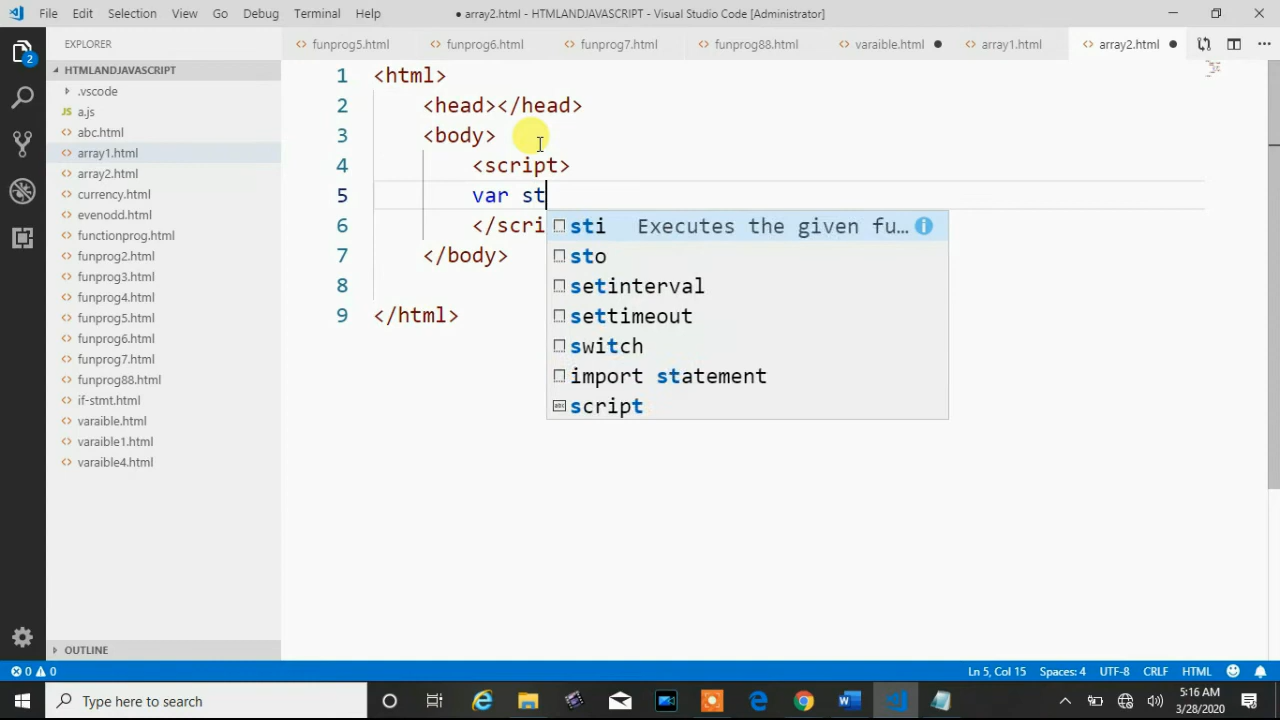 File Edit Selection View Go Debug Terminal Help
● array2.html - HTMLANDJAVASCRIPT - Visual Studio Code [Administrator]
EXPLORER
funprog5.html funprog6.html funprog7.html funprog88.html varaible.html ● array1.html array2.html ●
HTMLANDJAVASCRIPT
.vscode
JS a.js
abc.html
array1.html
array2.html
currency.html
evenodd.html
functionprog.html
funprog2.html
funprog3.html
funprog4.html
funprog5.html
funprog6.html
funprog7.html
funprog88.html
if-stmt.html
varaible.html
varaible1.html
varaible4.html
OUTLINE
2
1 <html>
2 <head></head>
3 <body>
4 <script>
5 var st
6 </scri
7 </body>
8
9 </html>
sti Executes the given fu…
sto
setinterval
settimeout
switch
import statement
abc script
0 0
Ln 5, Col 15 Spaces: 4 UTF-8 CRLF HTML
Type here to search
5:16 AM
3/28/2020